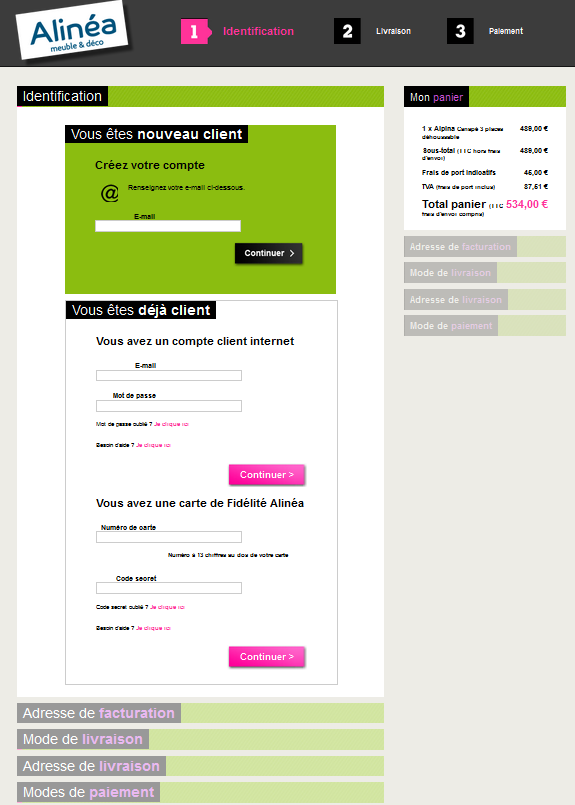 Alinéa
meuble & déco
1 Identification
2 Livraison
3 Paiement
Identification
Vous êtes nouveau client
Créez votre compte
@ Renseignez votre e-mail ci-dessous.
E-mail
Continuer >
Vous êtes déjà client
Vous avez un compte client internet
E-mail
Mot de passe
Mot de passe oublié ? Je clique ici
Besoin d'aide ? Je clique ici
Continuer >
Vous avez une carte de Fidélité Alinéa
Numéro de carte
Numéro à 13 chiffres au dos de votre carte
Code secret
Code secret oublié ? Je clique ici
Besoin d'aide ? Je clique ici
Continuer >
Adresse de facturation
Mode de livraison
Adresse de livraison
Modes de paiement
Mon panier
1 x Alpina Canapé 3 places 489,00 €
déhoussable
Sous-total (TTC hors frais 489,00 €
d'envoi)
Frais de port indicatifs 45,00 €
TVA (frais de port inclus) 87,51 €
Total panier (TTC 534,00 €
frais d'envoi compris)
Adresse de facturation
Mode de livraison
Adresse de livraison
Mode de paiement